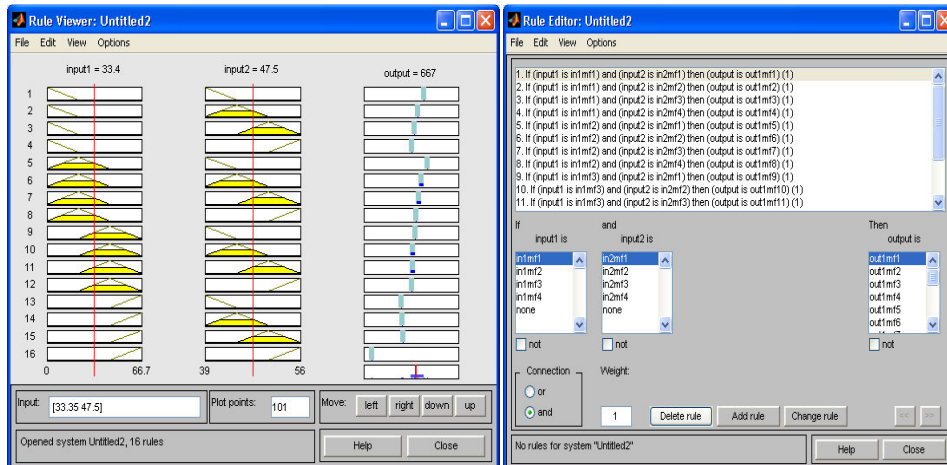 Rule Viewer: Untitled2
File Edit View Options
input1 = 33.4
input2 = 47.5
output = 667
1
2
3
4
5
6
7
8
9
10
11
12
13
14
15
16
0 66.7
39 56
Input: [33.35 47.5]
Plot points: 101
Move: left right down up
Opened system Untitled2, 16 rules
Help Close
Rule Editor: Untitled2
File Edit View Options
1. If (input1 is in1mf1) and (input2 is in2mf1) then (output is out1mf1) (1)
2. If (input1 is in1mf1) and (input2 is in2mf2) then (output is out1mf2) (1)
3. If (input1 is in1mf1) and (input2 is in2mf3) then (output is out1mf3) (1)
4. If (input1 is in1mf1) and (input2 is in2mf4) then (output is out1mf4) (1)
5. If (input1 is in1mf2) and (input2 is in2mf1) then (output is out1mf5) (1)
6. If (input1 is in1mf2) and (input2 is in2mf2) then (output is out1mf6) (1)
7. If (input1 is in1mf2) and (input2 is in2mf3) then (output is out1mf7) (1)
8. If (input1 is in1mf2) and (input2 is in2mf4) then (output is out1mf8) (1)
9. If (input1 is in1mf3) and (input2 is in2mf1) then (output is out1mf9) (1)
10. If (input1 is in1mf3) and (input2 is in2mf2) then (output is out1mf10) (1)
11. If (input1 is in1mf3) and (input2 is in2mf3) then (output is out1mf11) (1)
If and Then
input1 is input2 is output is
in1mf1
in1mf2
in1mf3
in1mf4
none
in2mf1
in2mf2
in2mf3
in2mf4
none
out1mf1
out1mf2
out1mf3
out1mf4
out1mf5
out1mf6
not not not
Connection
or
and
Weight:
1
Delete rule Add rule Change rule << >>
No rules for system "Untitled2"
Help Close